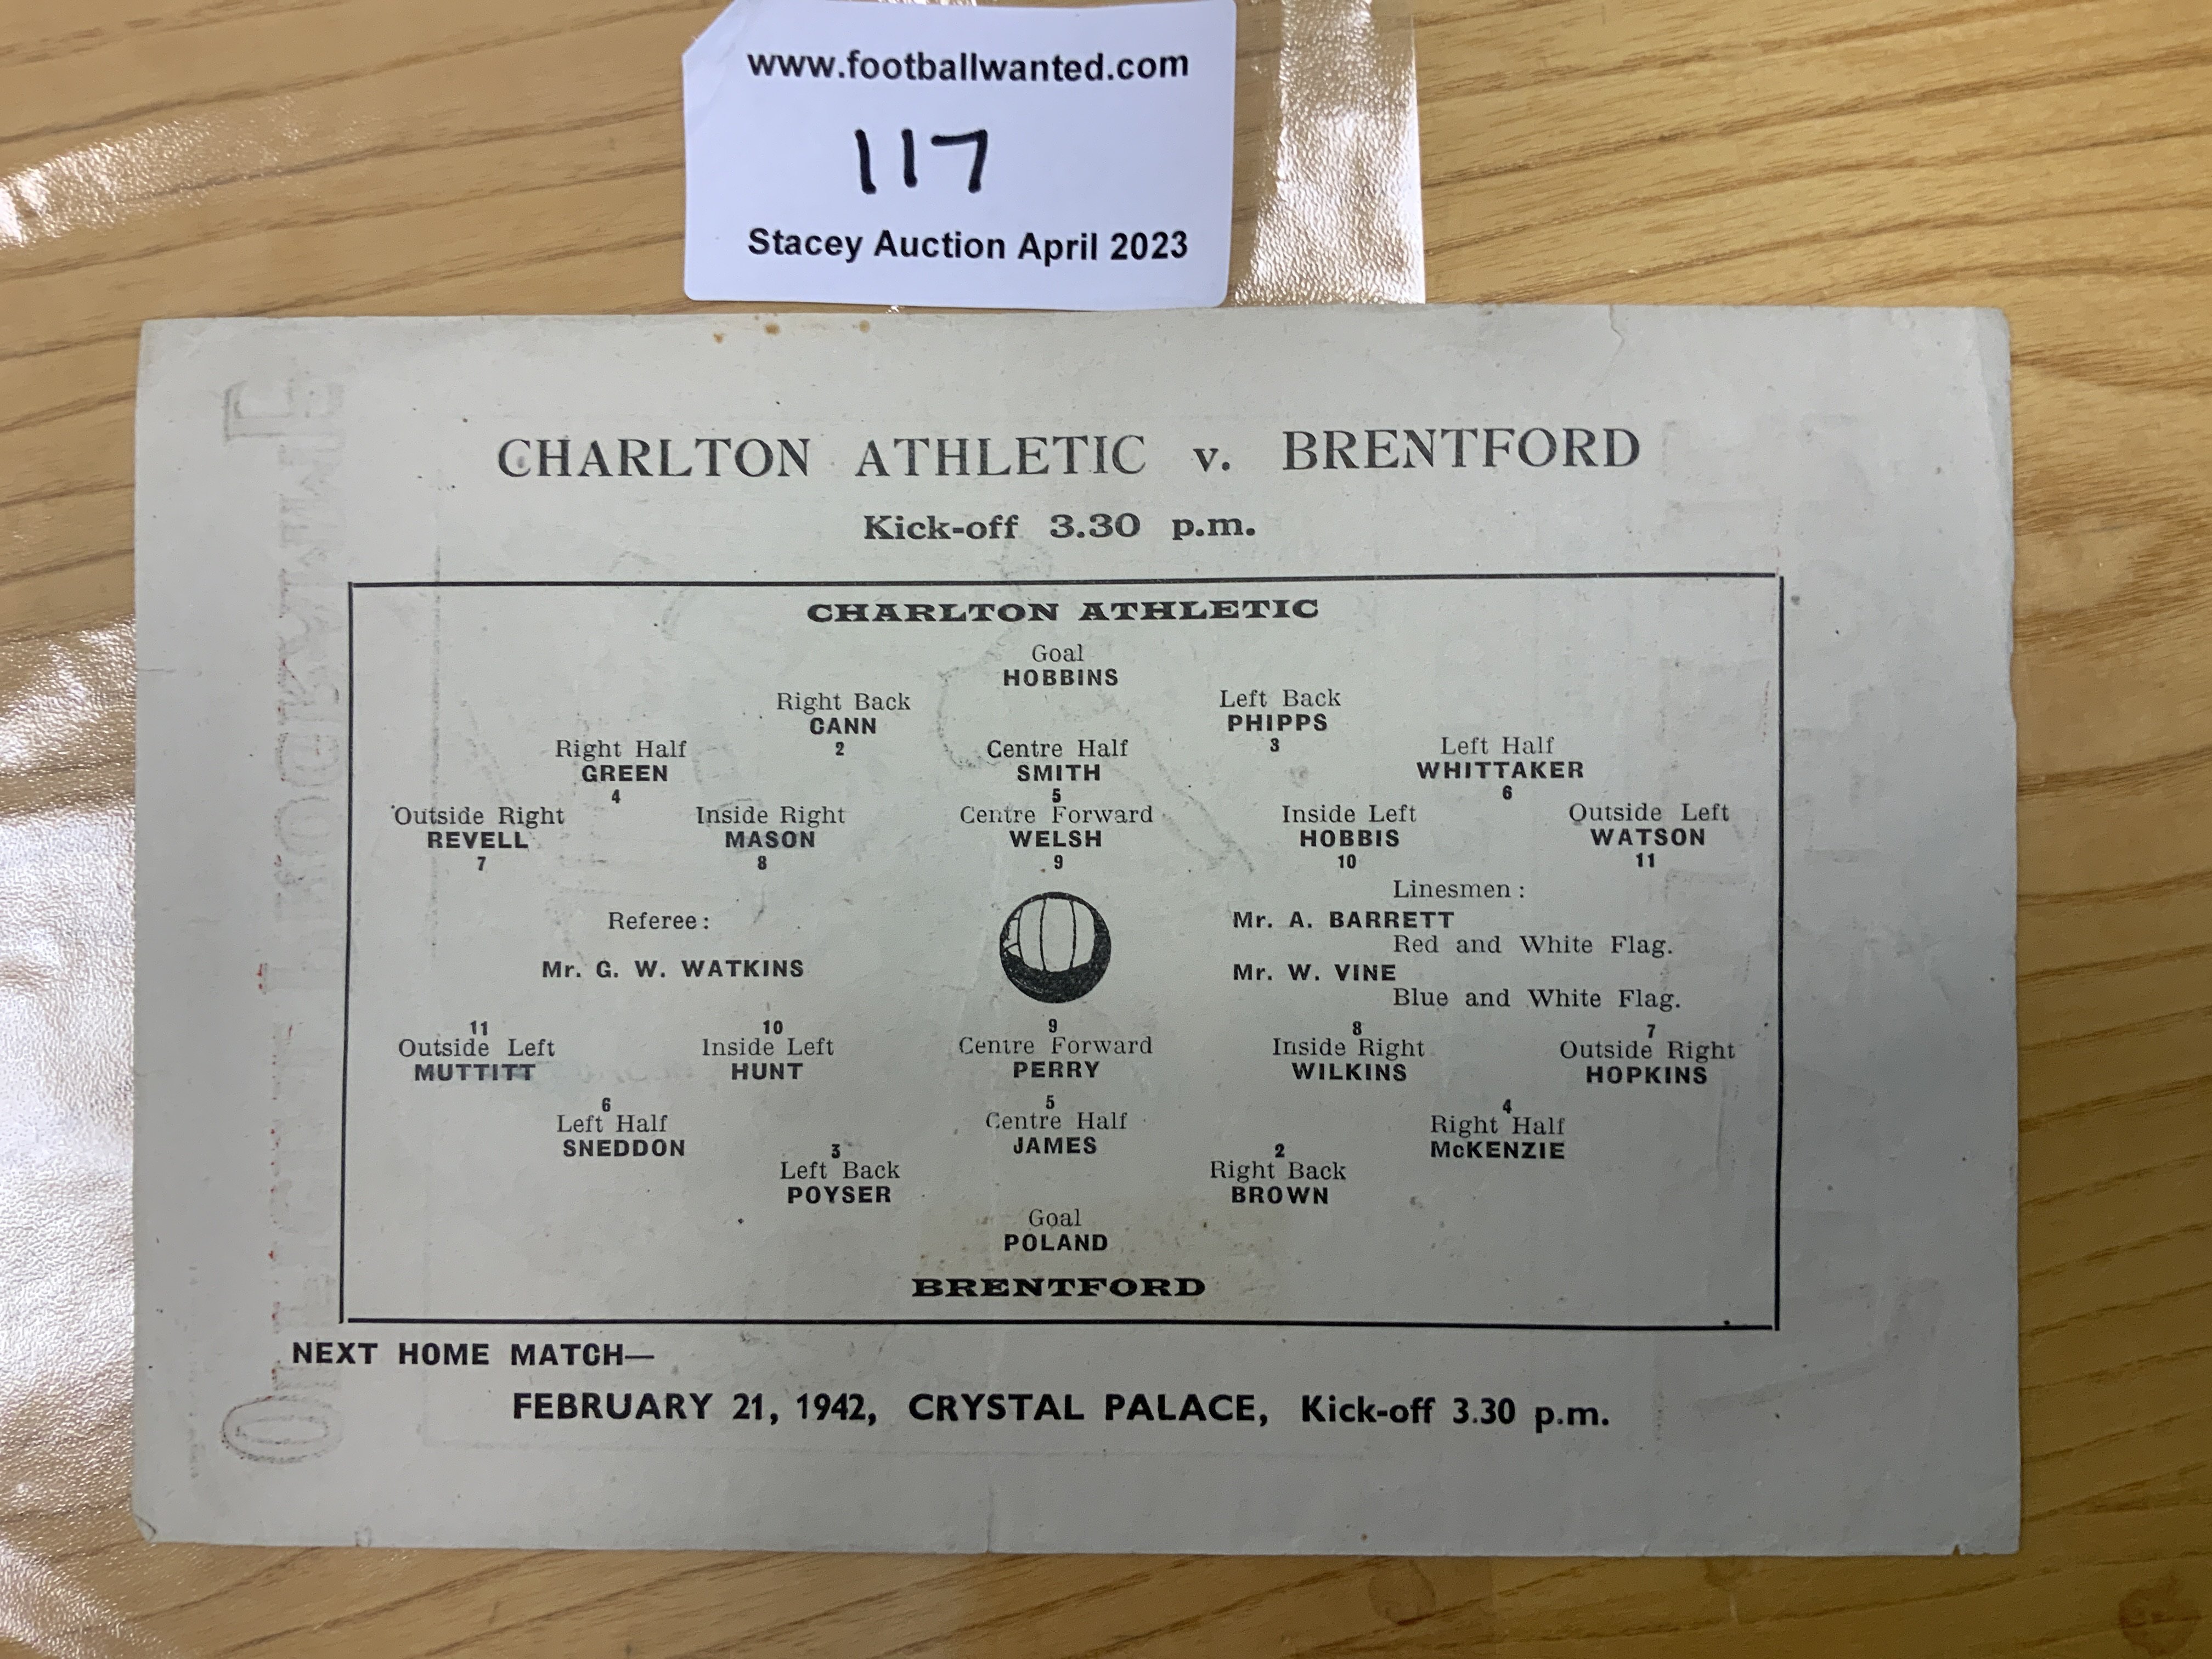 www.footballwanted.com
117
Stacey Auction April 2023
CHARLTON ATHLETIC v. BRENTFORD
Kick-off 3.30 p.m.
CHARLTON ATHLETIC
Goal
HOBBINS
Right Back Left Back
CANN PHIPPS
2 3
Right Half Centre Half Left Half
GREEN SMITH WHITTAKER
4 5 6
Outside Right Inside Right Centre Forward Inside Left Outside Left
REVELL MASON WELSH HOBBIS WATSON
7 8 9 10 11
Referee:
Mr. G. W. WATKINS
Linesmen:
Mr. A. BARRETT
Red and White Flag.
Mr. W. VINE
Blue and White Flag.
11 10 9 8 7
Outside Left Inside Left Centre Forward Inside Right Outside Right
MUTTITT HUNT PERRY WILKINS HOPKINS
6 5 4
Left Half Centre Half Right Half
SNEDDON JAMES McKENZIE
3 2
Left Back Right Back
POYSER BROWN
Goal
POLAND
BRENTFORD
NEXT HOME MATCH—
FEBRUARY 21, 1942, CRYSTAL PALACE, Kick-off 3.30 p.m.